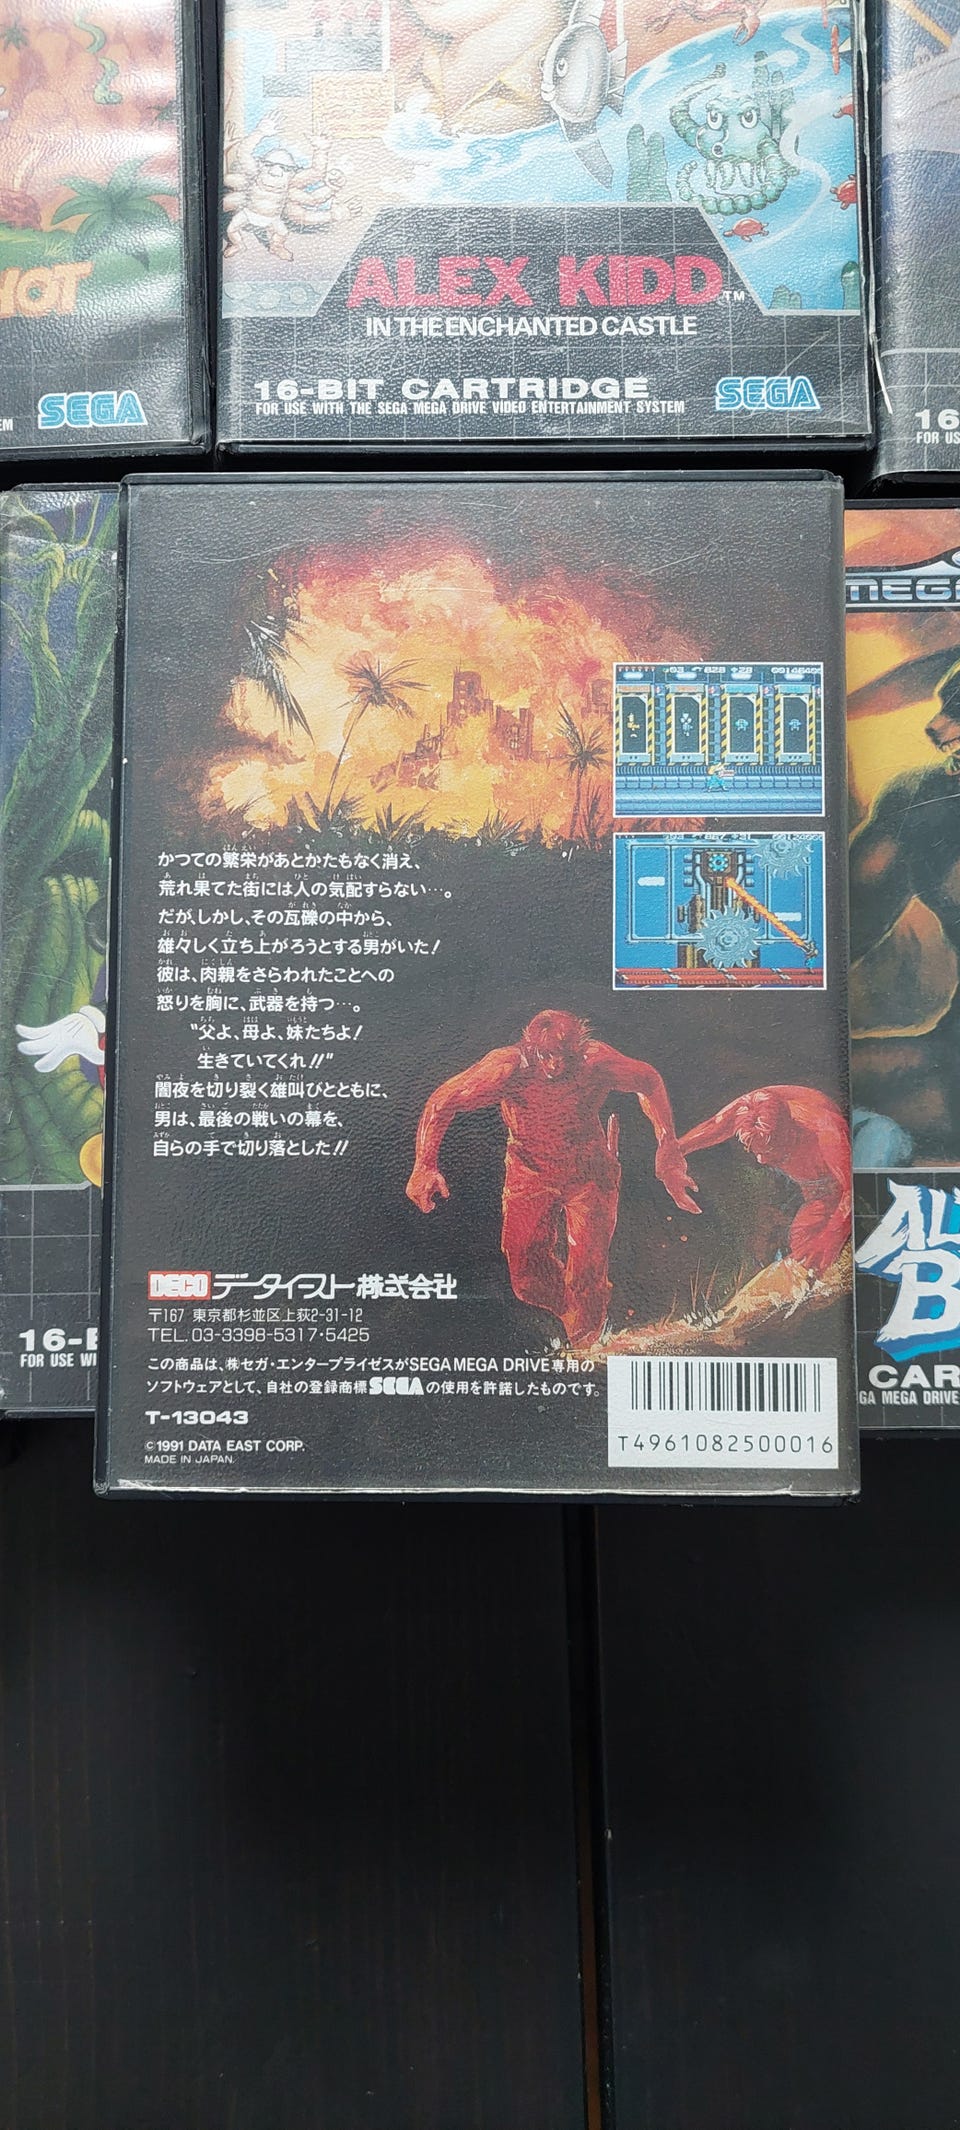 HOT
SEGA
ALEX KIDD™
IN THE ENCHANTED CASTLE
16-BIT CARTRIDGE
FOR USE WITH THE SEGA MEGA DRIVE VIDEO ENTERTAINMENT SYSTEM
SEGA
16
FOR US
かつての繁栄があとかたもなく消え、
荒れ果てた街には人の気配すらない…。
だが、しかし、その瓦礫の中から、
雄々しく立ち上がろうとする男がいた!
彼は、肉親をさらわれたことへの
怒りを胸に、武器を持つ…。
"父よ、母よ、妹たちよ!
生きていてくれ!!"
闇夜を切り裂く雄叫びとともに、
男は、最後の戦いの幕を、
自らの手で切り落とした!!
DECO データイースト株式会社
〒167 東京都杉並区上荻2-31-12
TEL.03-3398-5317・5425
この商品は、㈱セガ・エンタープライゼスがSEGA MEGA DRIVE専用の
ソフトウェアとして、自社の登録商標SEGAの使用を許諾したものです。
T-13043
©1991 DATA EAST CORP.
MADE IN JAPAN.
T4961082500016
16-B
FOR USE WI
MEG
AL
B
CAR
GA MEGA DRIVE